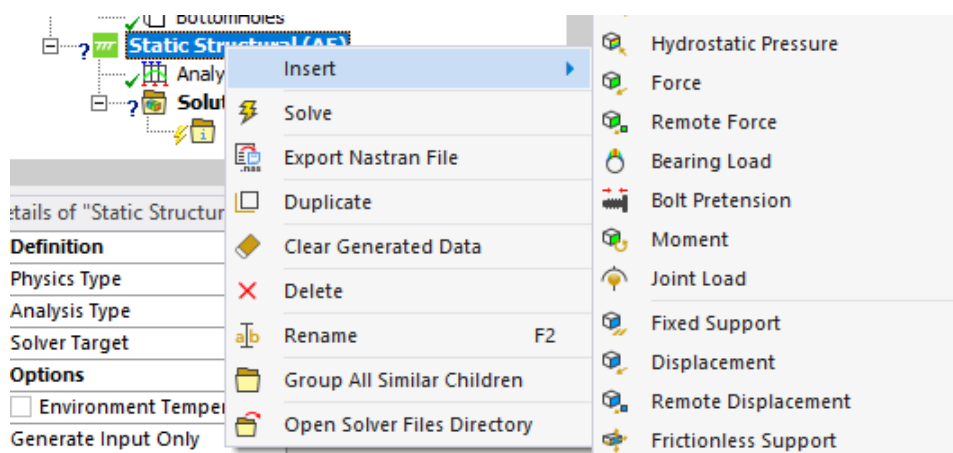 BottomHoles
Static Structural (A5)
Analy
Solut
etails of "Static Structur
Definition
Physics Type
Analysis Type
Solver Target
Options
Environment Temper
Generate Input Only
Insert
Solve
Export Nastran File
.nas
Duplicate
Clear Generated Data
Delete
Rename F2
Group All Similar Children
Open Solver Files Directory
Hydrostatic Pressure
Force
Remote Force
Bearing Load
Bolt Pretension
Moment
Joint Load
Fixed Support
Displacement
Remote Displacement
Frictionless Support